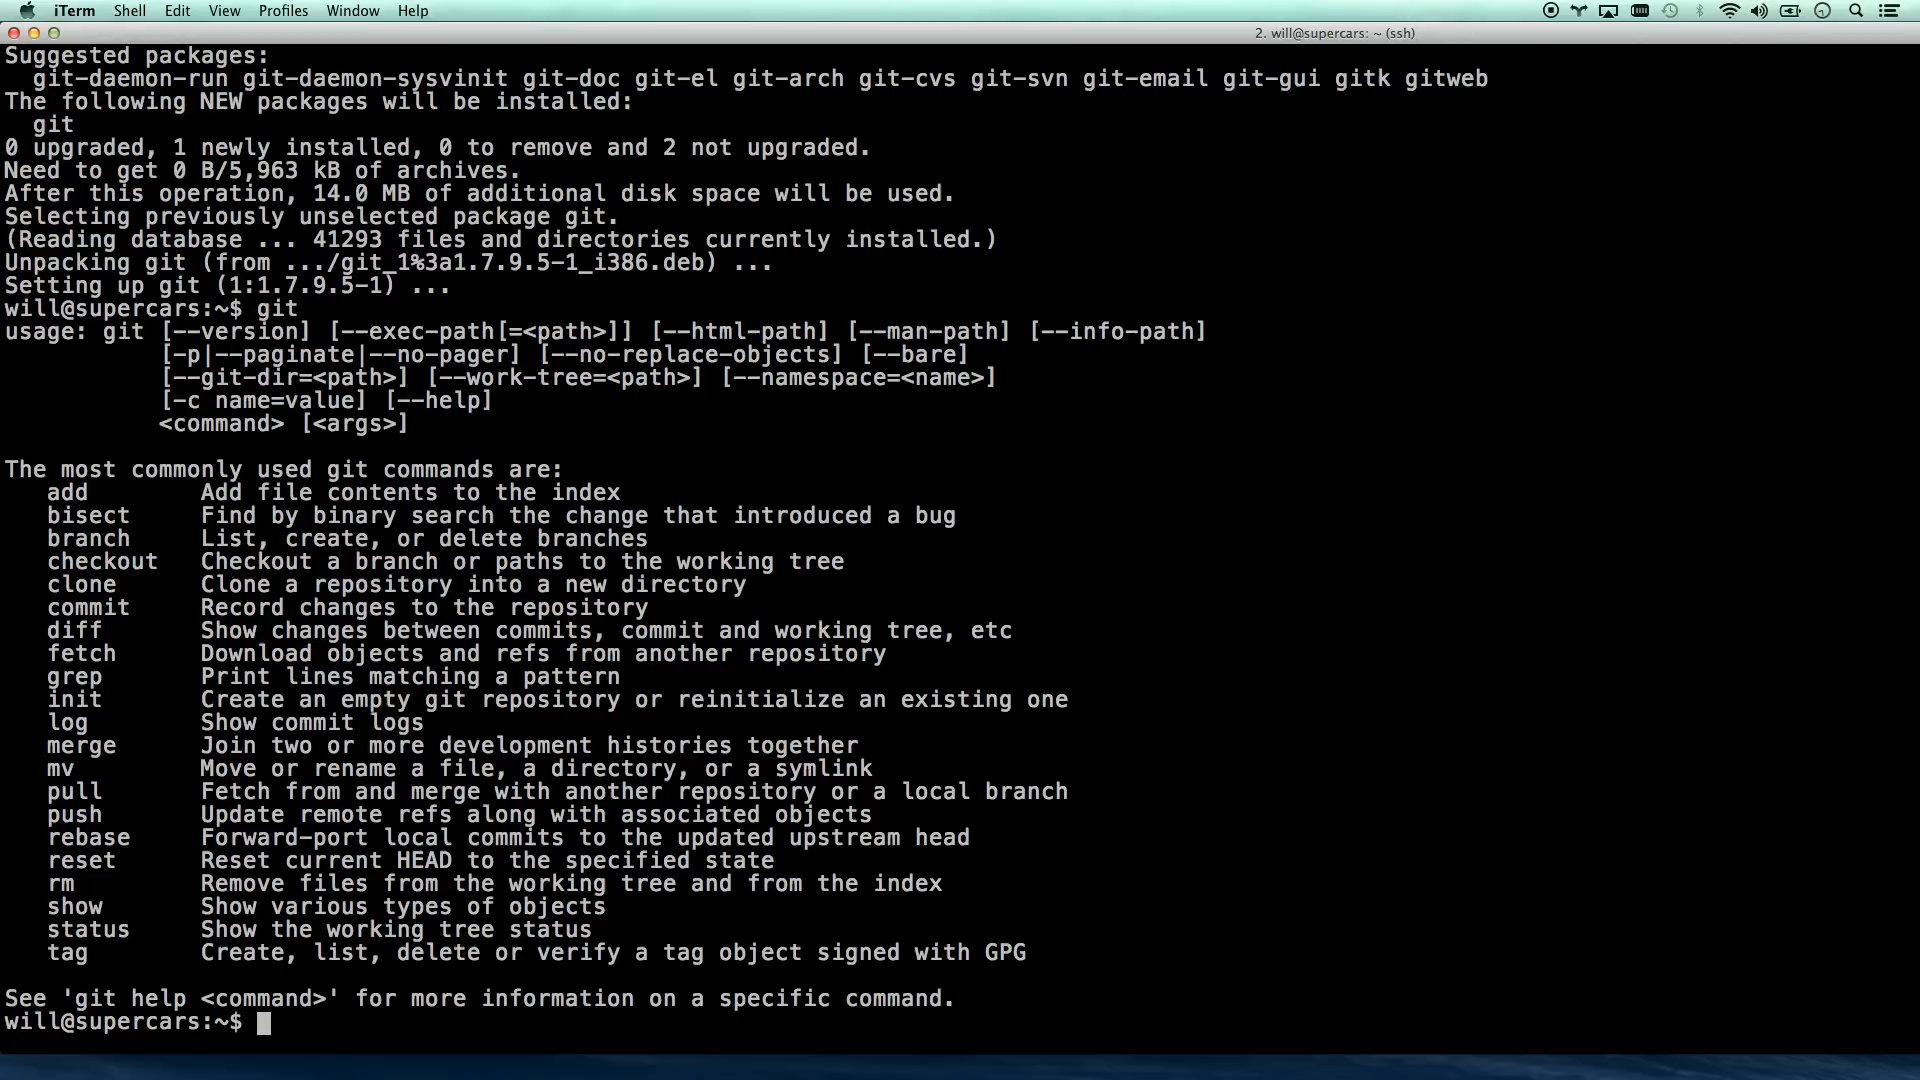 iTerm Shell Edit View Profiles Window Help
2. will@supercars: ~ (ssh)
Suggested packages:
  git-daemon-run git-daemon-sysvinit git-doc git-el git-arch git-cvs git-svn git-email git-gui gitk gitweb
The following NEW packages will be installed:
  git
0 upgraded, 1 newly installed, 0 to remove and 2 not upgraded.
Need to get 0 B/5,963 kB of archives.
After this operation, 14.0 MB of additional disk space will be used.
Selecting previously unselected package git.
(Reading database ... 41293 files and directories currently installed.)
Unpacking git (from .../git_1%3a1.7.9.5-1_i386.deb) ...
Setting up git (1:1.7.9.5-1) ...
will@supercars:~$ git
usage: git [--version] [--exec-path[=<path>]] [--html-path] [--man-path] [--info-path]
           [-p|--paginate|--no-pager] [--no-replace-objects] [--bare]
           [--git-dir=<path>] [--work-tree=<path>] [--namespace=<name>]
           [-c name=value] [--help]
           <command> [<args>]
The most commonly used git commands are:
   add        Add file contents to the index
   bisect     Find by binary search the change that introduced a bug
   branch     List, create, or delete branches
   checkout   Checkout a branch or paths to the working tree
   clone      Clone a repository into a new directory
   commit     Record changes to the repository
   diff       Show changes between commits, commit and working tree, etc
   fetch      Download objects and refs from another repository
   grep       Print lines matching a pattern
   init       Create an empty git repository or reinitialize an existing one
   log        Show commit logs
   merge      Join two or more development histories together
   mv         Move or rename a file, a directory, or a symlink
   pull       Fetch from and merge with another repository or a local branch
   push       Update remote refs along with associated objects
   rebase     Forward-port local commits to the updated upstream head
   reset      Reset current HEAD to the specified state
   rm         Remove files from the working tree and from the index
   show       Show various types of objects
   status     Show the working tree status
   tag        Create, list, delete or verify a tag object signed with GPG
See 'git help <command>' for more information on a specific command.
will@supercars:~$